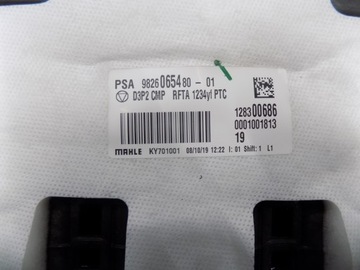 PSA 9826065480 - 01
D3P2 CMP RFTA 1234yf PTC
128300686
0001001813
19
MAHLE KY701001 08/10/19 12:22 I: 01 Shift: 1 L1